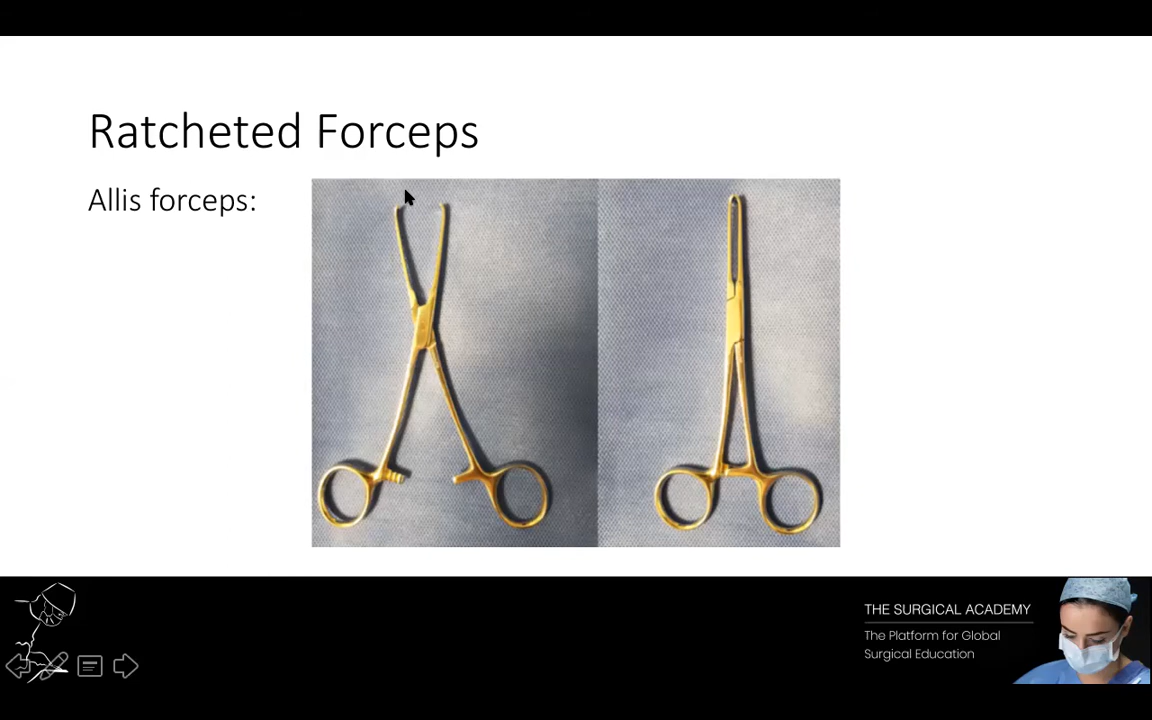 Ratcheted Forceps
Allis forceps:
THE SURGICAL ACADEMY
The Platform for Global
Surgical Education